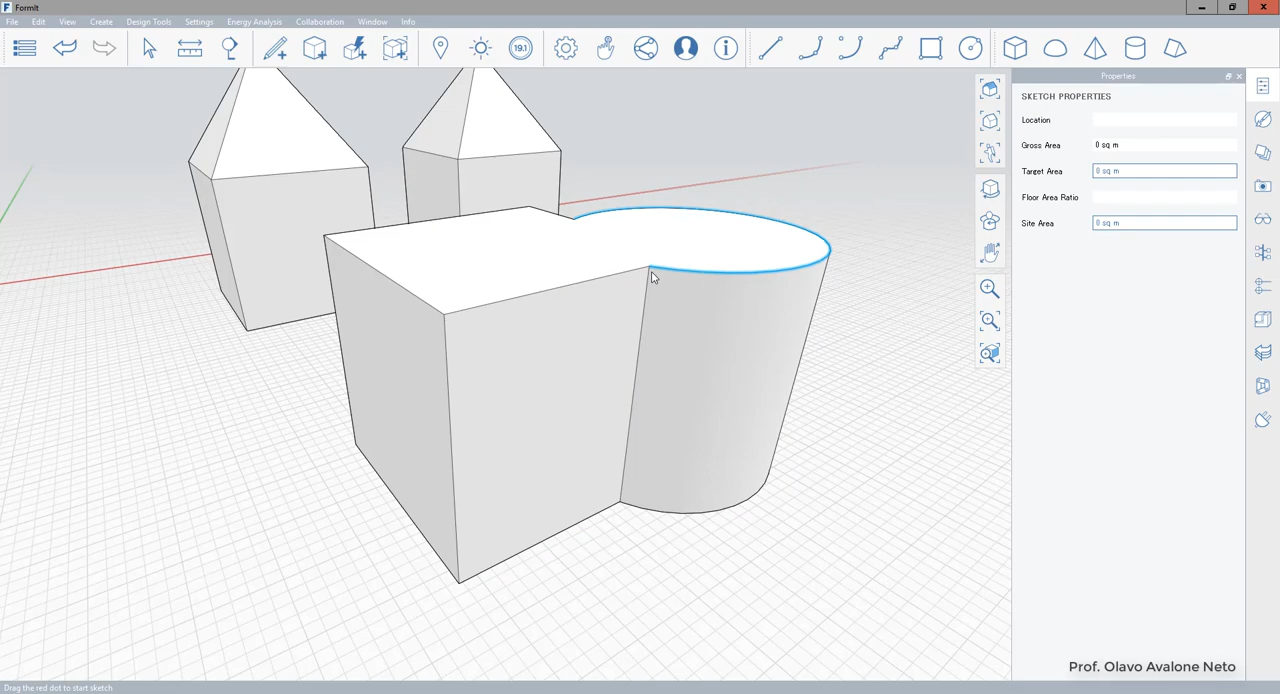 FormIt
File Edit View Create Design Tools Settings Energy Analysis Collaboration Window Info
19.1
Properties
SKETCH PROPERTIES
Location
Gross Area 0 sq m
Target Area 0 sq m
Floor Area Ratio
Site Area 0 sq m
Prof. Olavo Avalone Neto
Drag the red dot to start sketch